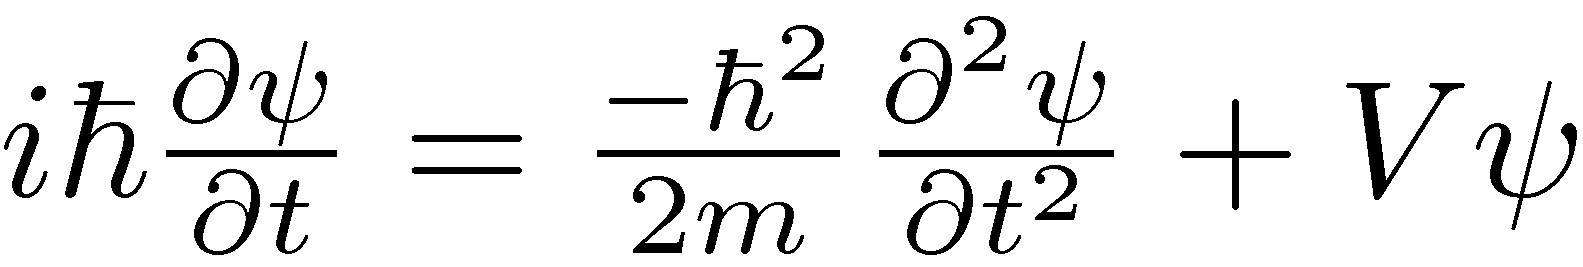 iℏ ∂ψ/∂t = −ℏ²/2m ∂²ψ/∂t² + Vψ